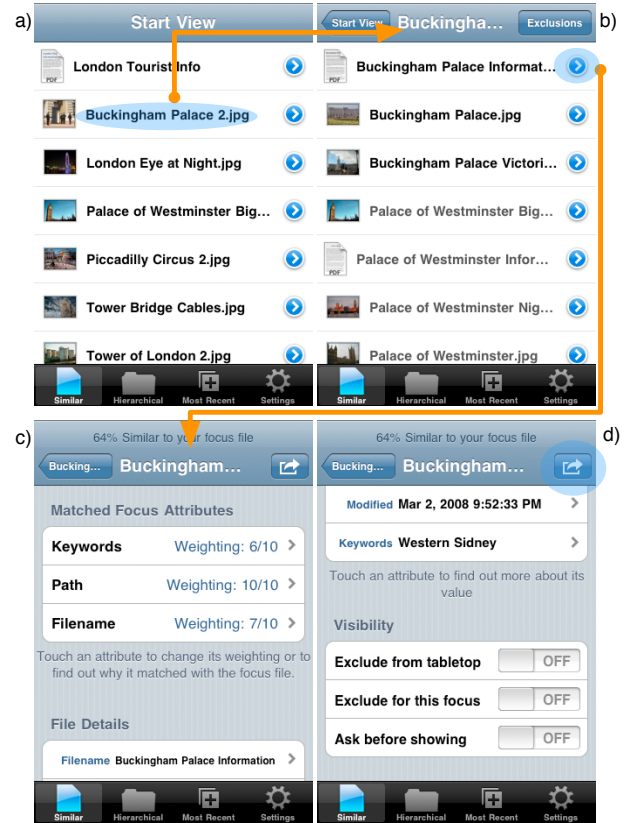 a)
Start View
London Tourist Info
PDF
Buckingham Palace 2.jpg
London Eye at Night.jpg
Palace of Westminster Big...
Piccadilly Circus 2.jpg
Tower Bridge Cables.jpg
Tower of London 2.jpg
Similar Hierarchical Most Recent Settings
b)
Start View Buckingha... Exclusions
Buckingham Palace Informat...
PDF
Buckingham Palace.jpg
Buckingham Palace Victori...
Palace of Westminster Big...
Palace of Westminster Infor...
PDF
Palace of Westminster Nig...
Palace of Westminster.jpg
Similar Hierarchical Most Recent Settings
c)
64% Similar to your focus file
Bucking... Buckingham...
Matched Focus Attributes
Keywords Weighting: 6/10
Path Weighting: 10/10
Filename Weighting: 7/10
Touch an attribute to change its weighting or to
find out why it matched with the focus file.
File Details
Filename Buckingham Palace Information
Similar Hierarchical Most Recent Settings
d)
64% Similar to your focus file
Bucking... Buckingham...
Modified Mar 2, 2008 9:52:33 PM
Keywords Western Sidney
Touch an attribute to find out more about its
value
Visibility
Exclude from tabletop OFF
Exclude for this focus OFF
Ask before showing OFF
Similar Hierarchical Most Recent Settings